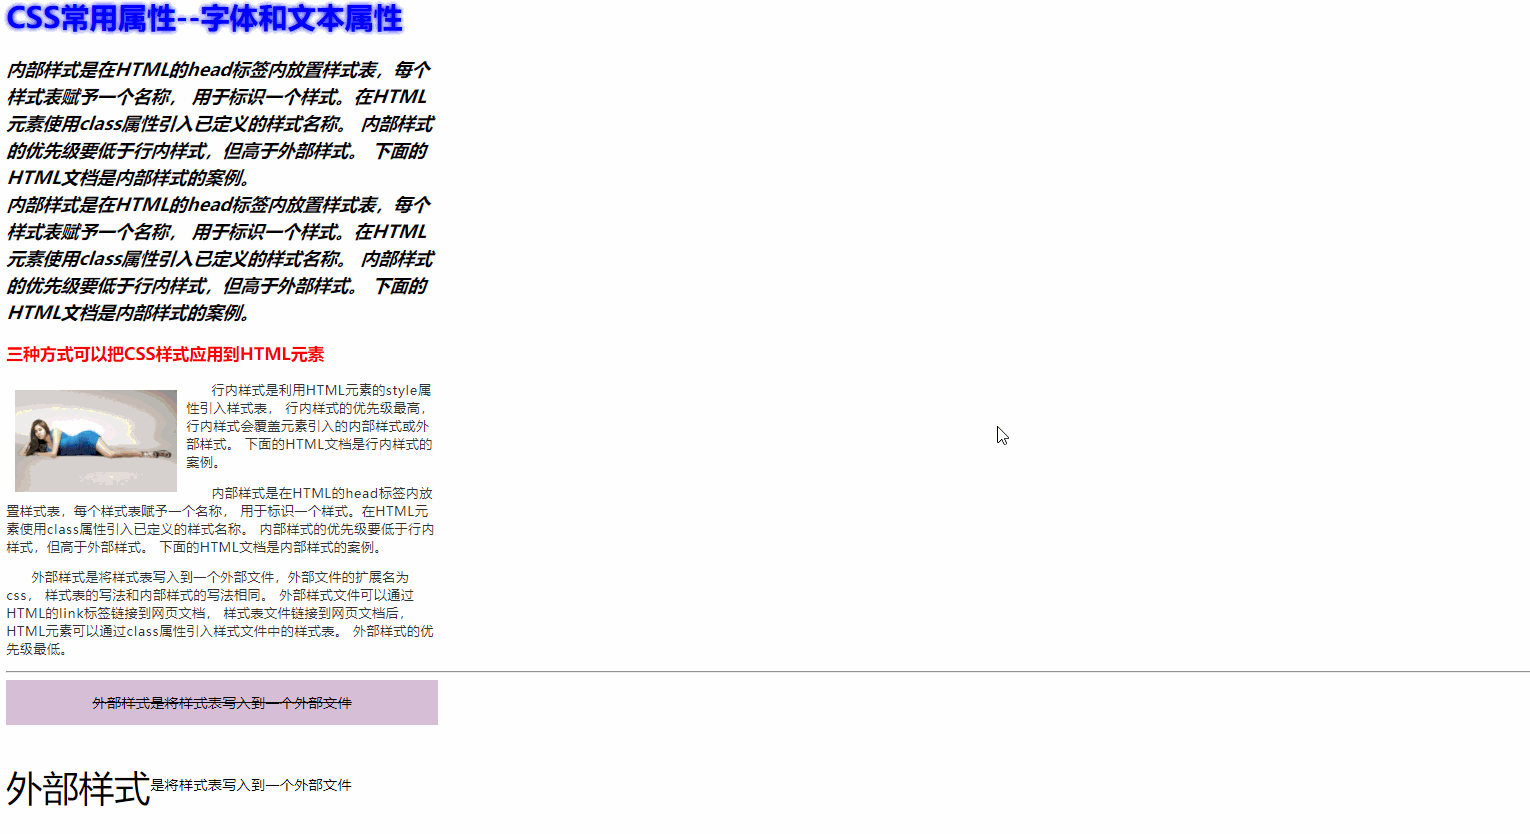 CSS常用属性--字体和文本属性
内部样式是在HTML的head标签内放置样式表，每个
样式表赋予一个名称， 用于标识一个样式。在HTML
元素使用class属性引入已定义的样式名称。 内部样式
的优先级要低于行内样式，但高于外部样式。 下面的
HTML文档是内部样式的案例。
内部样式是在HTML的head标签内放置样式表，每个
样式表赋予一个名称， 用于标识一个样式。在HTML
元素使用class属性引入已定义的样式名称。 内部样式
的优先级要低于行内样式，但高于外部样式。 下面的
HTML文档是内部样式的案例。
三种方式可以把CSS样式应用到HTML元素
行内样式是利用HTML元素的style属
性引入样式表， 行内样式的优先级最高，
行内样式会覆盖元素引入的内部样式或外
部样式。 下面的HTML文档是行内样式的
案例。
内部样式是在HTML的head标签内放
置样式表，每个样式表赋予一个名称， 用于标识一个样式。在HTML元
素使用class属性引入已定义的样式名称。 内部样式的优先级要低于行内
样式，但高于外部样式。 下面的HTML文档是内部样式的案例。
外部样式是将样式表写入到一个外部文件，外部文件的扩展名为
css， 样式表的写法和内部样式的写法相同。 外部样式文件可以通过
HTML的link标签链接到网页文档， 样式表文件链接到网页文档后，
HTML元素可以通过class属性引入样式文件中的样式表。 外部样式的优
先级最低。
外部样式是将样式表写入到一个外部文件
外部样式是将样式表写入到一个外部文件